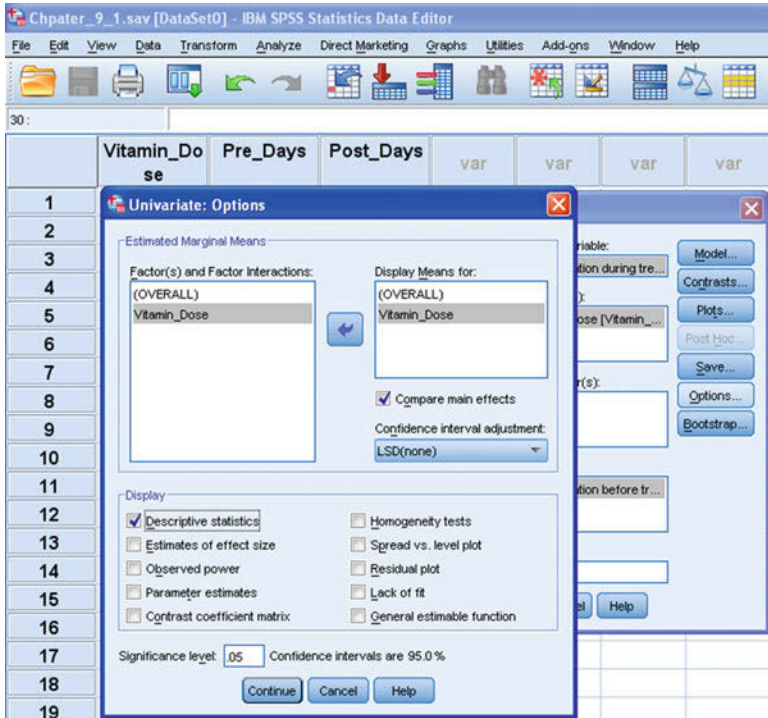 Chpater_9_1.sav [DataSet0] - IBM SPSS Statistics Data Editor
File Edit View Data Transform Analyze Direct Marketing Graphs Utilities Add-ons Window Help
30 :
Vitamin_Do
se
Pre_Days
Post_Days
var
var
var
var
1
2
3
4
5
6
7
8
9
10
11
12
13
14
15
16
17
18
19
Univariate: Options
Estimated Marginal Means
Factor(s) and Factor Interactions:
(OVERALL)
Vitamin_Dose
Display Means for:
(OVERALL)
Vitamin_Dose
Compare main effects
Confidence interval adjustment:
LSD(none)
Display
Descriptive statistics
Homogeneity tests
Estimates of effect size
Spread vs. level plot
Observed power
Residual plot
Parameter estimates
Lack of fit
Contrast coefficient matrix
General estimable function
Significance level: .05 Confidence intervals are 95.0 %
Continue Cancel Help
riable:
tion during tre...
):
ose [Vitamin_...
r(s):
tion before tr...
el Help
Model...
Contrasts...
Plots...
Post Hoc...
Save...
Options...
Bootstrap...